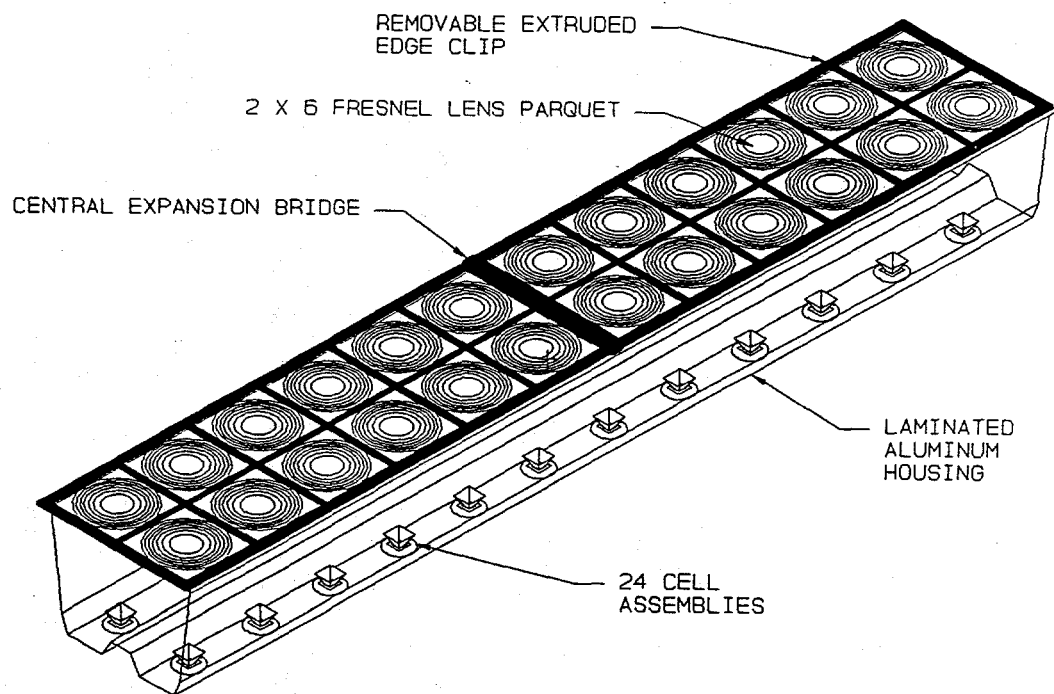 REMOVABLE EXTRUDED
EDGE CLIP
2 X 6 FRESNEL LENS PARQUET
CENTRAL EXPANSION BRIDGE
LAMINATED
ALUMINUM
HOUSING
24 CELL
ASSEMBLIES